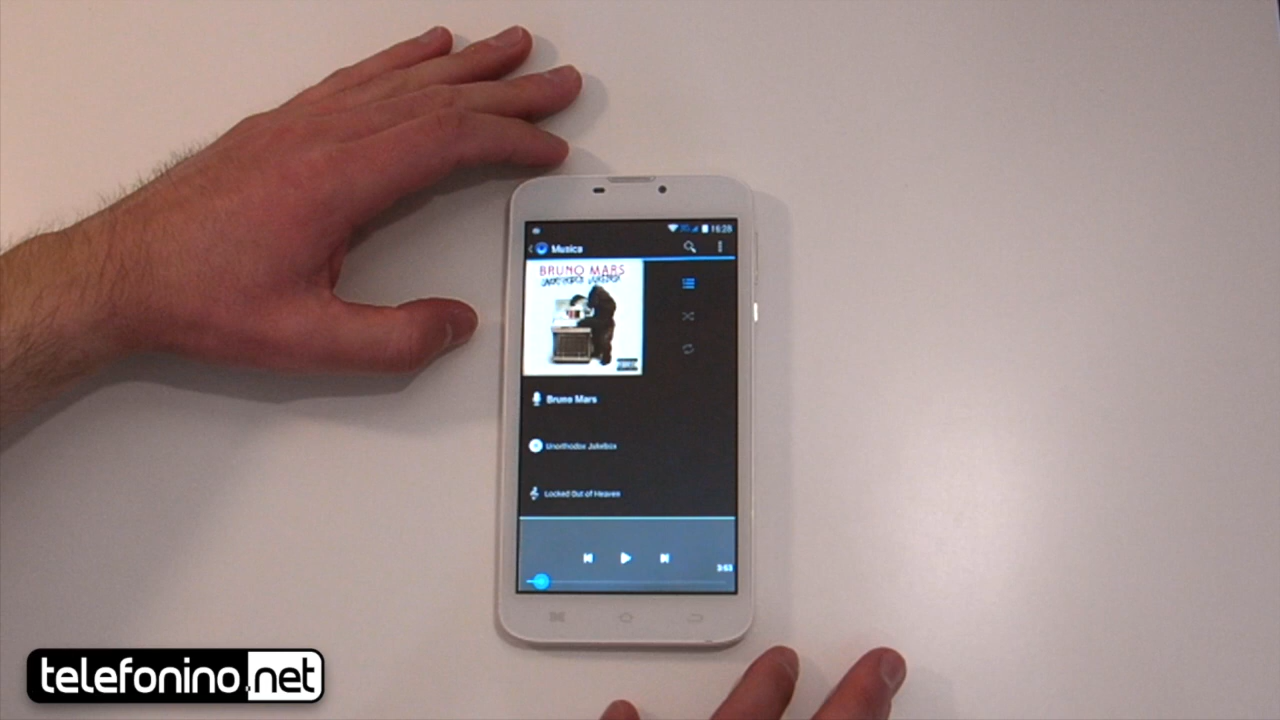 3G 16:28
Musica
BRUNO MARS
UNORTHODOX JUKEBOX
Bruno Mars
Unorthodox Jukebox
Locked Out of Heaven
3:53
telefonino.net